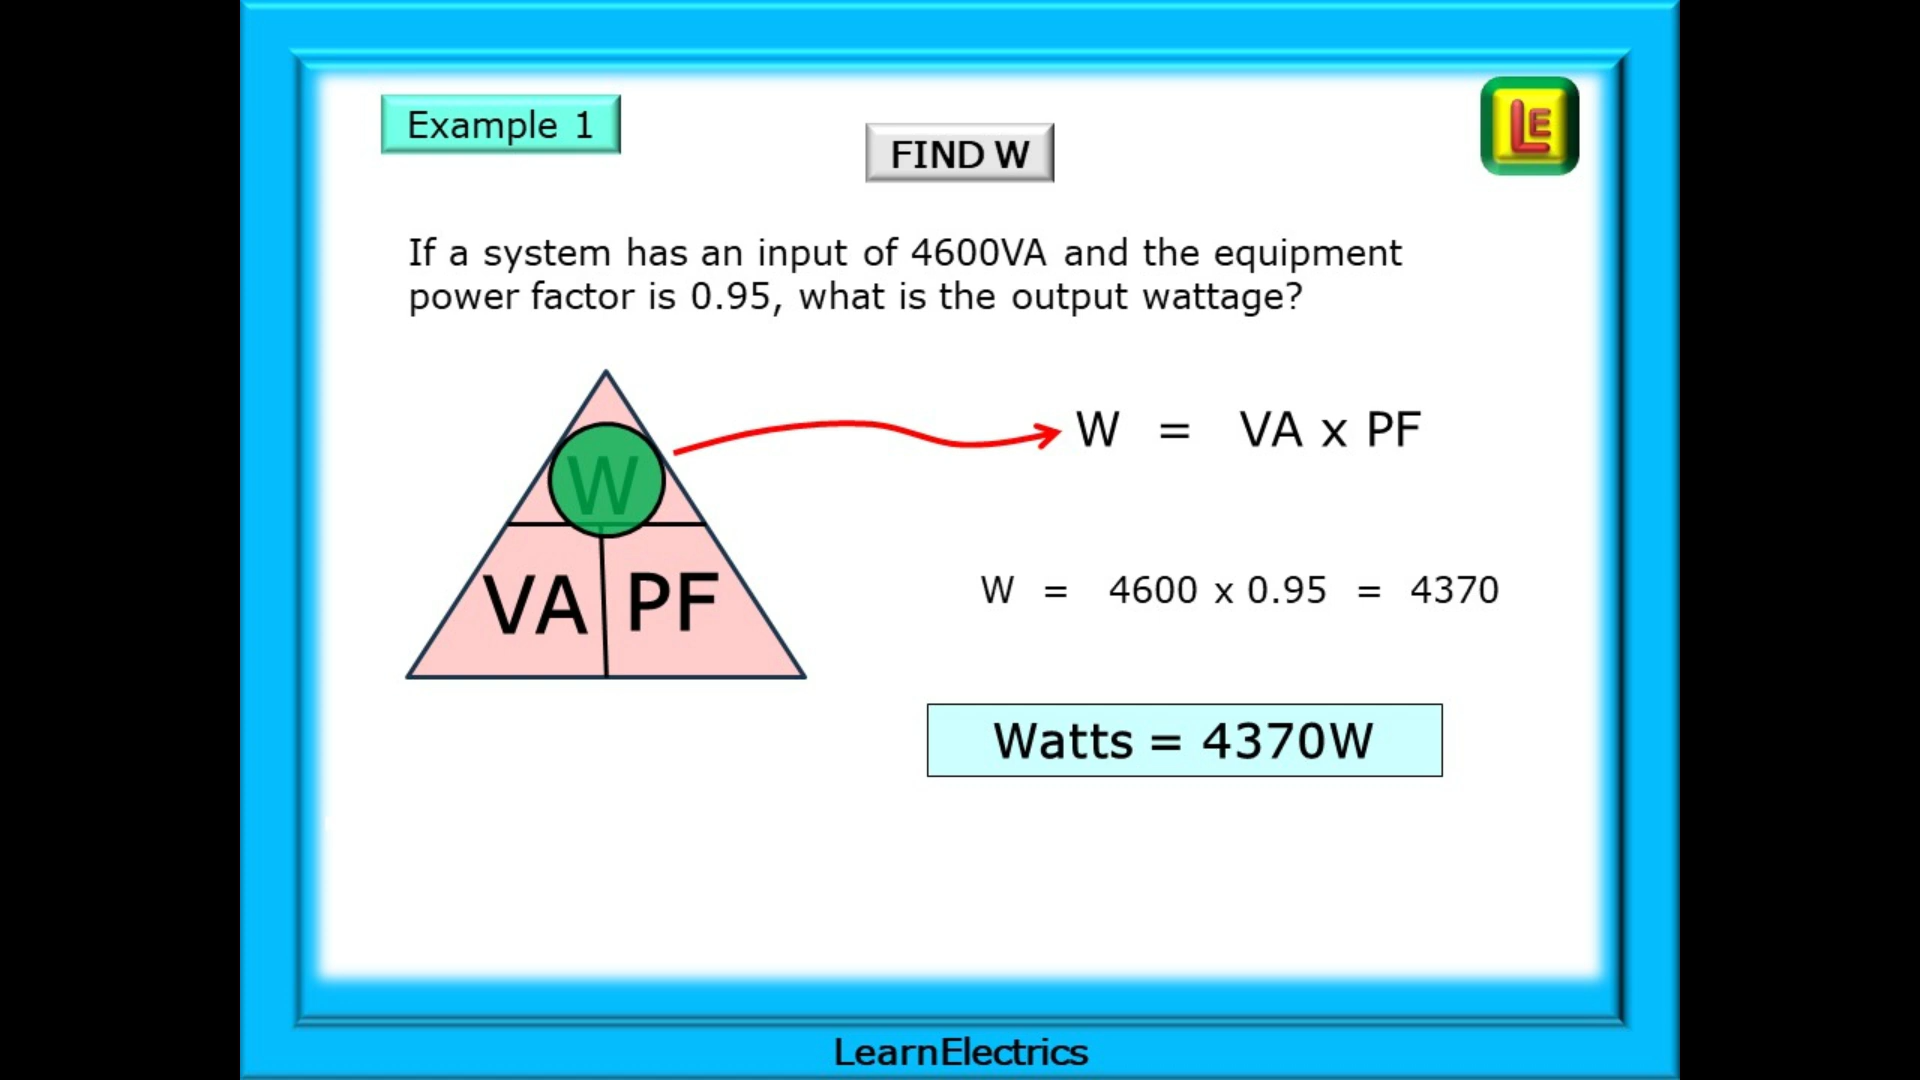 Example 1
FIND W
LE
If a system has an input of 4600VA and the equipment
power factor is 0.95, what is the output wattage?
W = VA x PF
W
VA PF
W = 4600 x 0.95 = 4370
Watts = 4370W
LearnElectrics